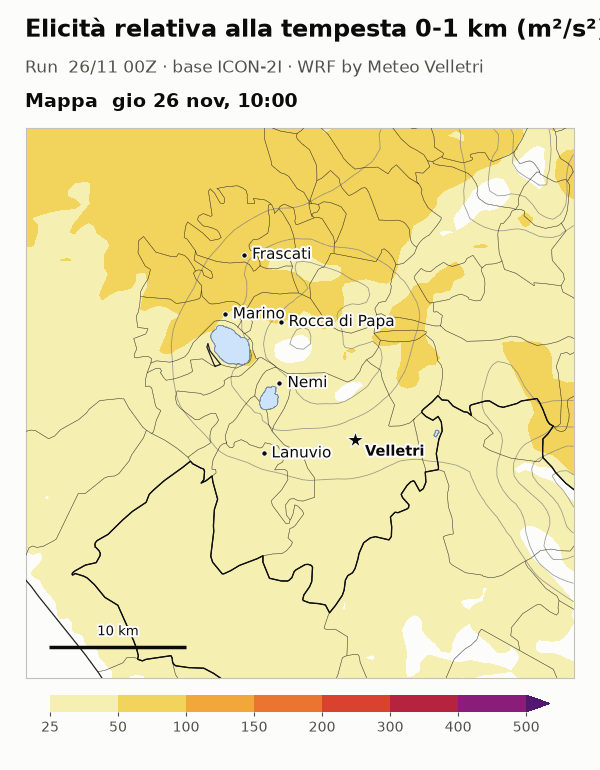 Elicità relativa alla tempesta 0-1 km (m²/s²)
Run  26/11 00Z · base ICON-2I · WRF by Meteo Velletri
Mappa  gio 26 nov, 10:00
Frascati
Marino
Rocca di Papa
Nemi
Velletri
Lanuvio
10 km
25 50 100 150 200 300 400 500